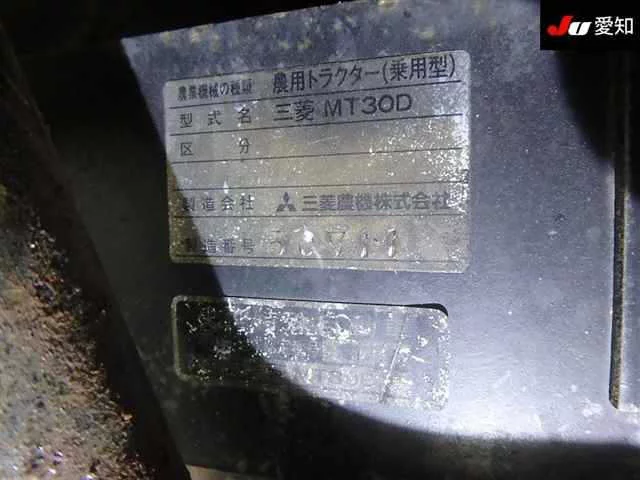 JU 愛知
農業機械の種類 農用トラクター(乗用型)
型式名 三菱 MT30D
区分
製造会社 三菱農機株式会社
製造番号